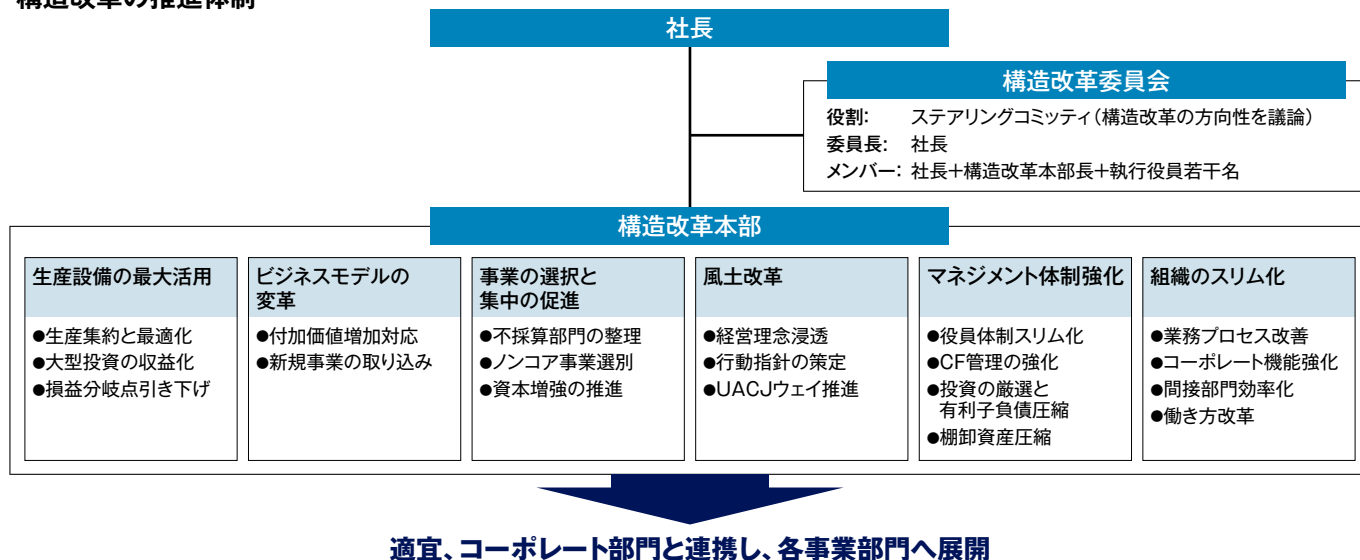 構造改革の推進体制
社長
構造改革委員会
役割: ステアリングコミッティ（構造改革の方向性を議論）
委員長: 社長
メンバー: 社長＋構造改革本部長＋執行役員若干名
構造改革本部
生産設備の最大活用
●生産集約と最適化
●大型投資の収益化
●損益分岐点引き下げ
ビジネスモデルの
変革
●付加価値増加対応
●新規事業の取り込み
事業の選択と
集中の促進
●不採算部門の整理
●ノンコア事業選別
●資本増強の推進
風土改革
●経営理念浸透
●行動指針の策定
●UACJウェイ推進
マネジメント体制強化
●役員体制スリム化
●CF管理の強化
●投資の厳選と
有利子負債圧縮
●棚卸資産圧縮
組織のスリム化
●業務プロセス改善
●コーポレート機能強化
●間接部門効率化
●働き方改革
適宜、コーポレート部門と連携し、各事業部門へ展開